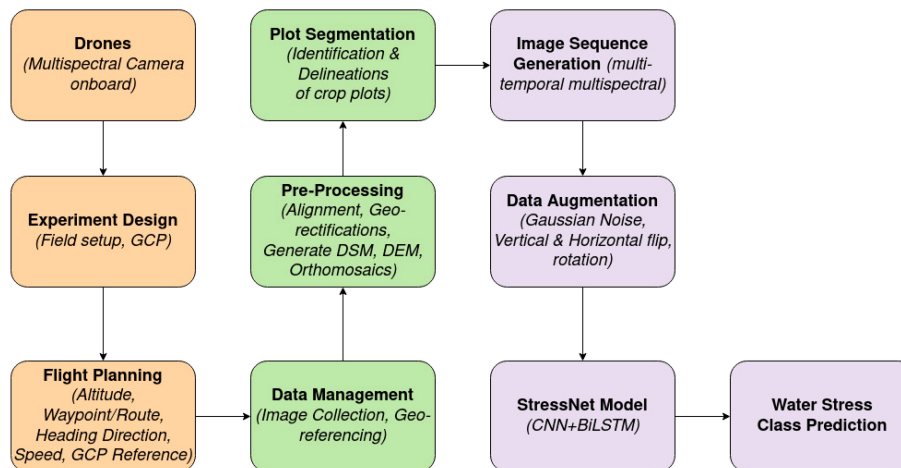 Drones
(Multispectral Camera
onboard)
Experiment Design
(Field setup, GCP)
Flight Planning
(Altitude,
Waypoint/Route,
Heading Direction,
Speed, GCP Reference)
Data Management
(Image Collection, Geo-
referencing)
Pre-Processing
(Alignment, Geo-
rectifications,
Generate DSM, DEM,
Orthomosaics)
Plot Segmentation
(Identification &
Delineations
of crop plots)
Image Sequence
Generation (multi-
temporal multispectral)
Data Augmentation
(Gaussian Noise,
Vertical & Horizontal flip,
rotation)
StressNet Model
(CNN+BiLSTM)
Water Stress
Class Prediction